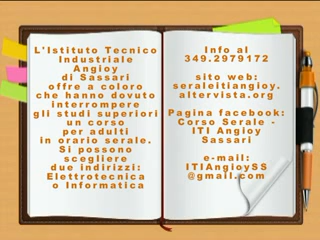 L'Istituto Tecnico
Industriale
Angioy
di Sassari
offre a coloro
che hanno dovuto
interrompere
gli studi superiori
un corso
per adulti
in orario serale.
Si possono
scegliere
due indirizzi:
Elettrotecnica
o Informatica
Info al
349.2979172
sito web:
seraleitiangioy.
altervista.org
Pagina facebook:
Corso Serale -
ITI Angioy
Sassari
e-mail:
ITIAngioySS
@gmail.com